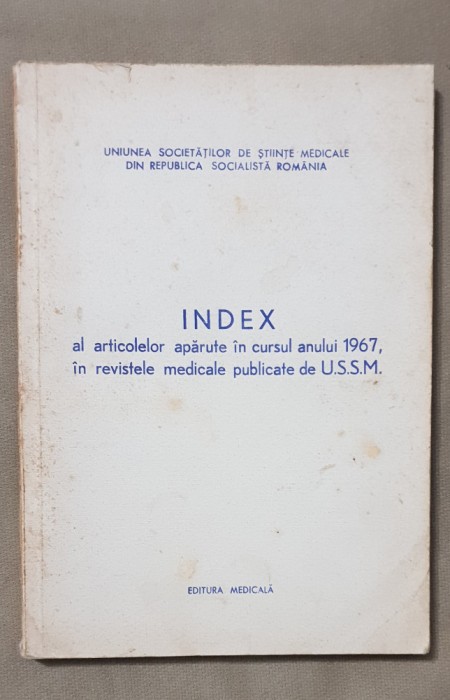 UNIUNEA SOCIETĂȚILOR DE ȘTIINȚE MEDICALE
DIN REPUBLICA SOCIALISTĂ ROMÂNIA
INDEX
al articolelor apărute în cursul anului 1967,
în revistele medicale publicate de U.S.S.M.
EDITURA MEDICALĂ